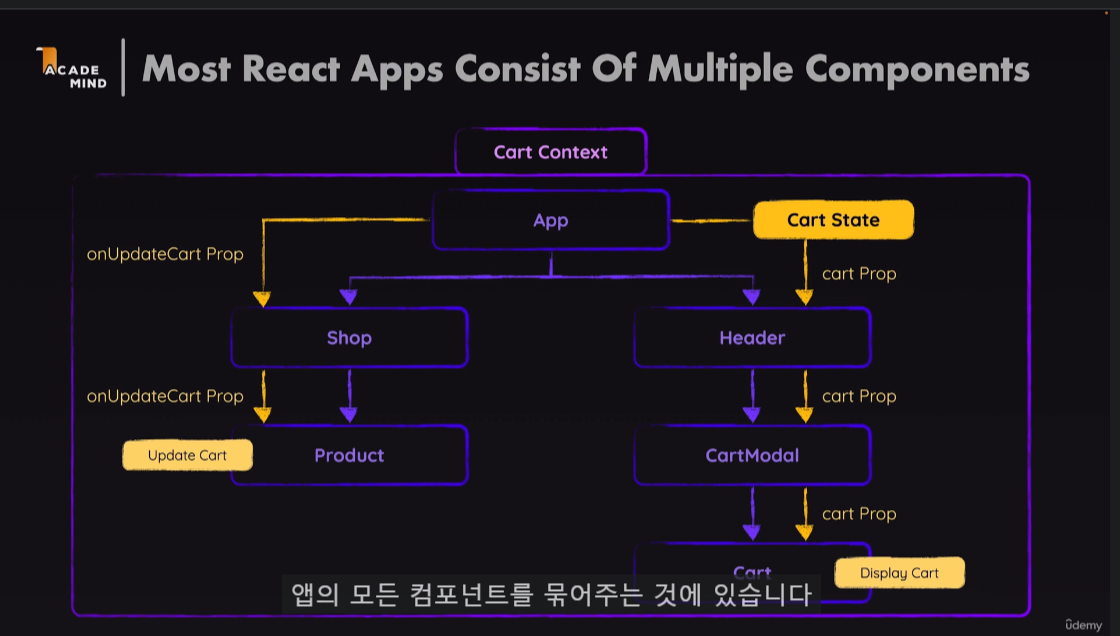 ACADE
MIND
Most React Apps Consist Of Multiple Components
Cart Context
App
Cart State
onUpdateCart Prop
cart Prop
Shop
Header
onUpdateCart Prop
cart Prop
Update Cart
Product
CartModal
cart Prop
Cart
Display Cart
앱의 모든 컴포넌트를 묶어주는 것에 있습니다
ûdemy